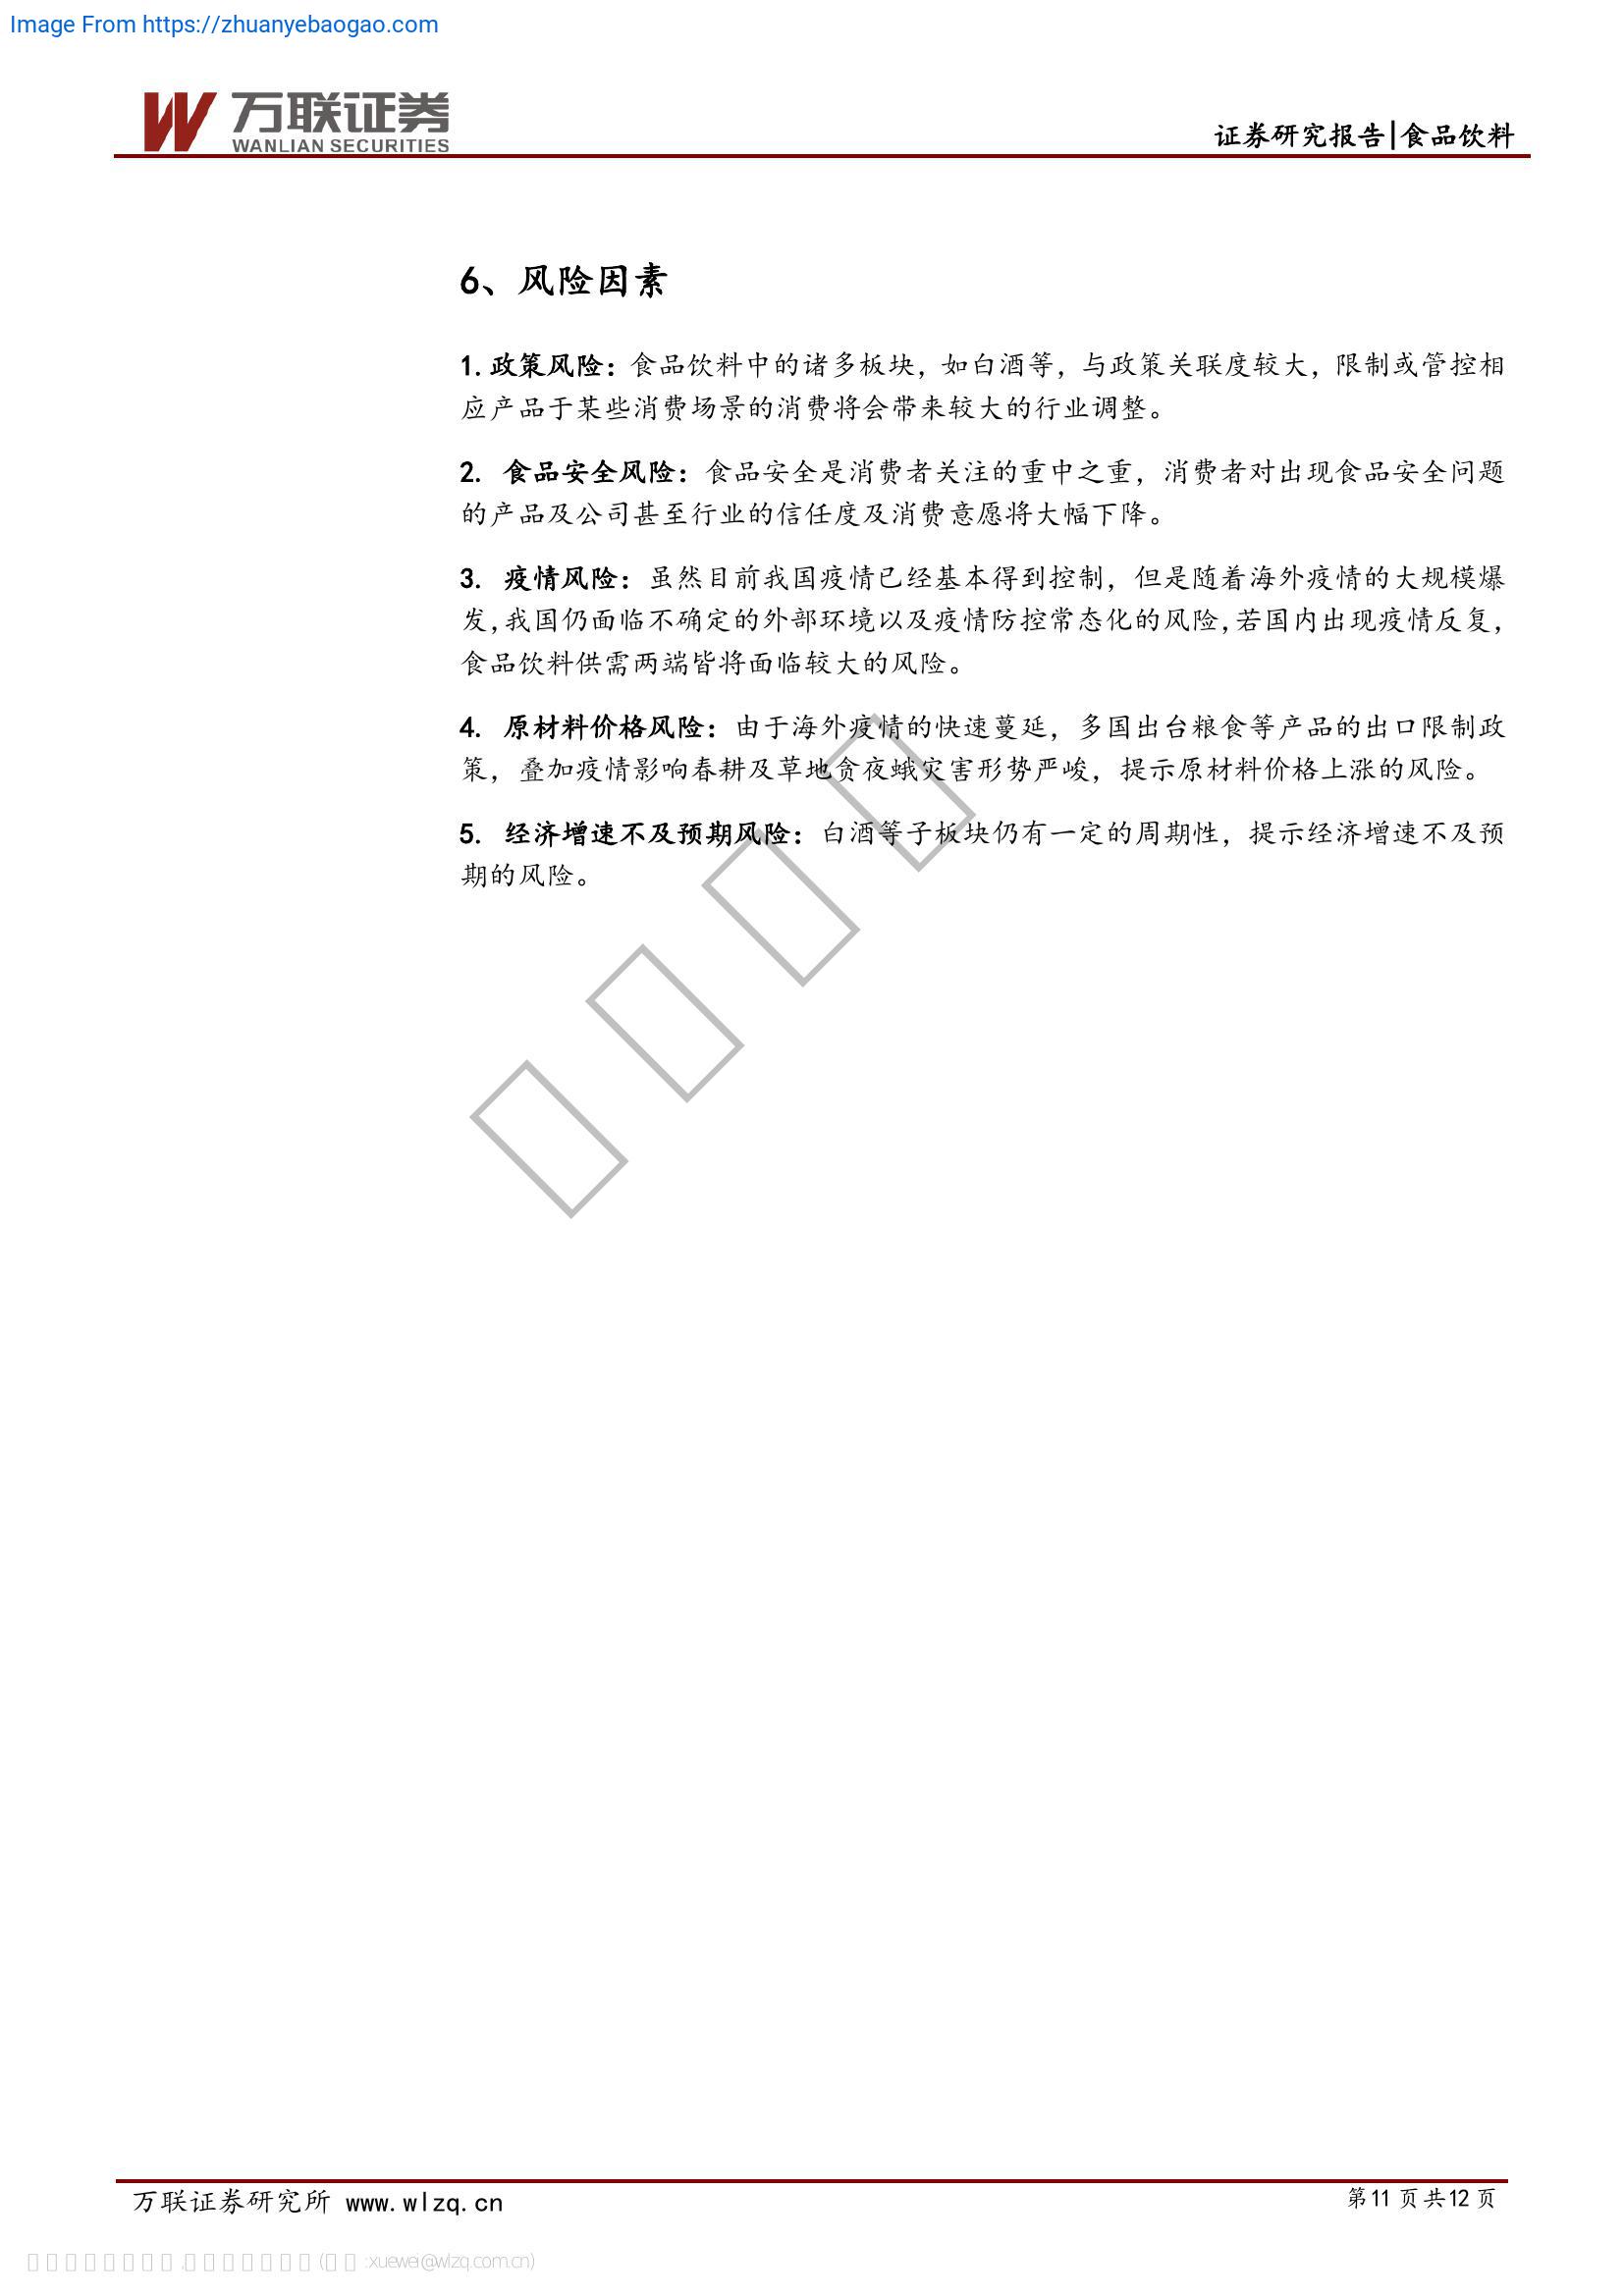 Image From https://zhuanyebaogao.com
万联证券
WANLIAN SECURITIES
证券研究报告|食品饮料
6、风险因素
1.政策风险：食品饮料中的诸多板块，如白酒等，与政策关联度较大，限制或管控相
应产品于某些消费场景的消费将会带来较大的行业调整。
2. 食品安全风险：食品安全是消费者关注的重中之重，消费者对出现食品安全问题
的产品及公司甚至行业的信任度及消费意愿将大幅下降。
3. 疫情风险：虽然目前我国疫情已经基本得到控制，但是随着海外疫情的大规模爆
发,我国仍面临不确定的外部环境以及疫情防控常态化的风险,若国内出现疫情反复，
食品饮料供需两端皆将面临较大的风险。
4. 原材料价格风险：由于海外疫情的快速蔓延，多国出台粮食等产品的出口限制政
策，叠加疫情影响春耕及草地贪夜蛾灾害形势严峻，提示原材料价格上涨的风险。
5. 经济增速不及预期风险：白酒等子板块仍有一定的周期性，提示经济增速不及预
期的风险。
万联证券研究所 www.wlzq.cn
第11 页共12 页
:xuewei@wlzq.com.cn)